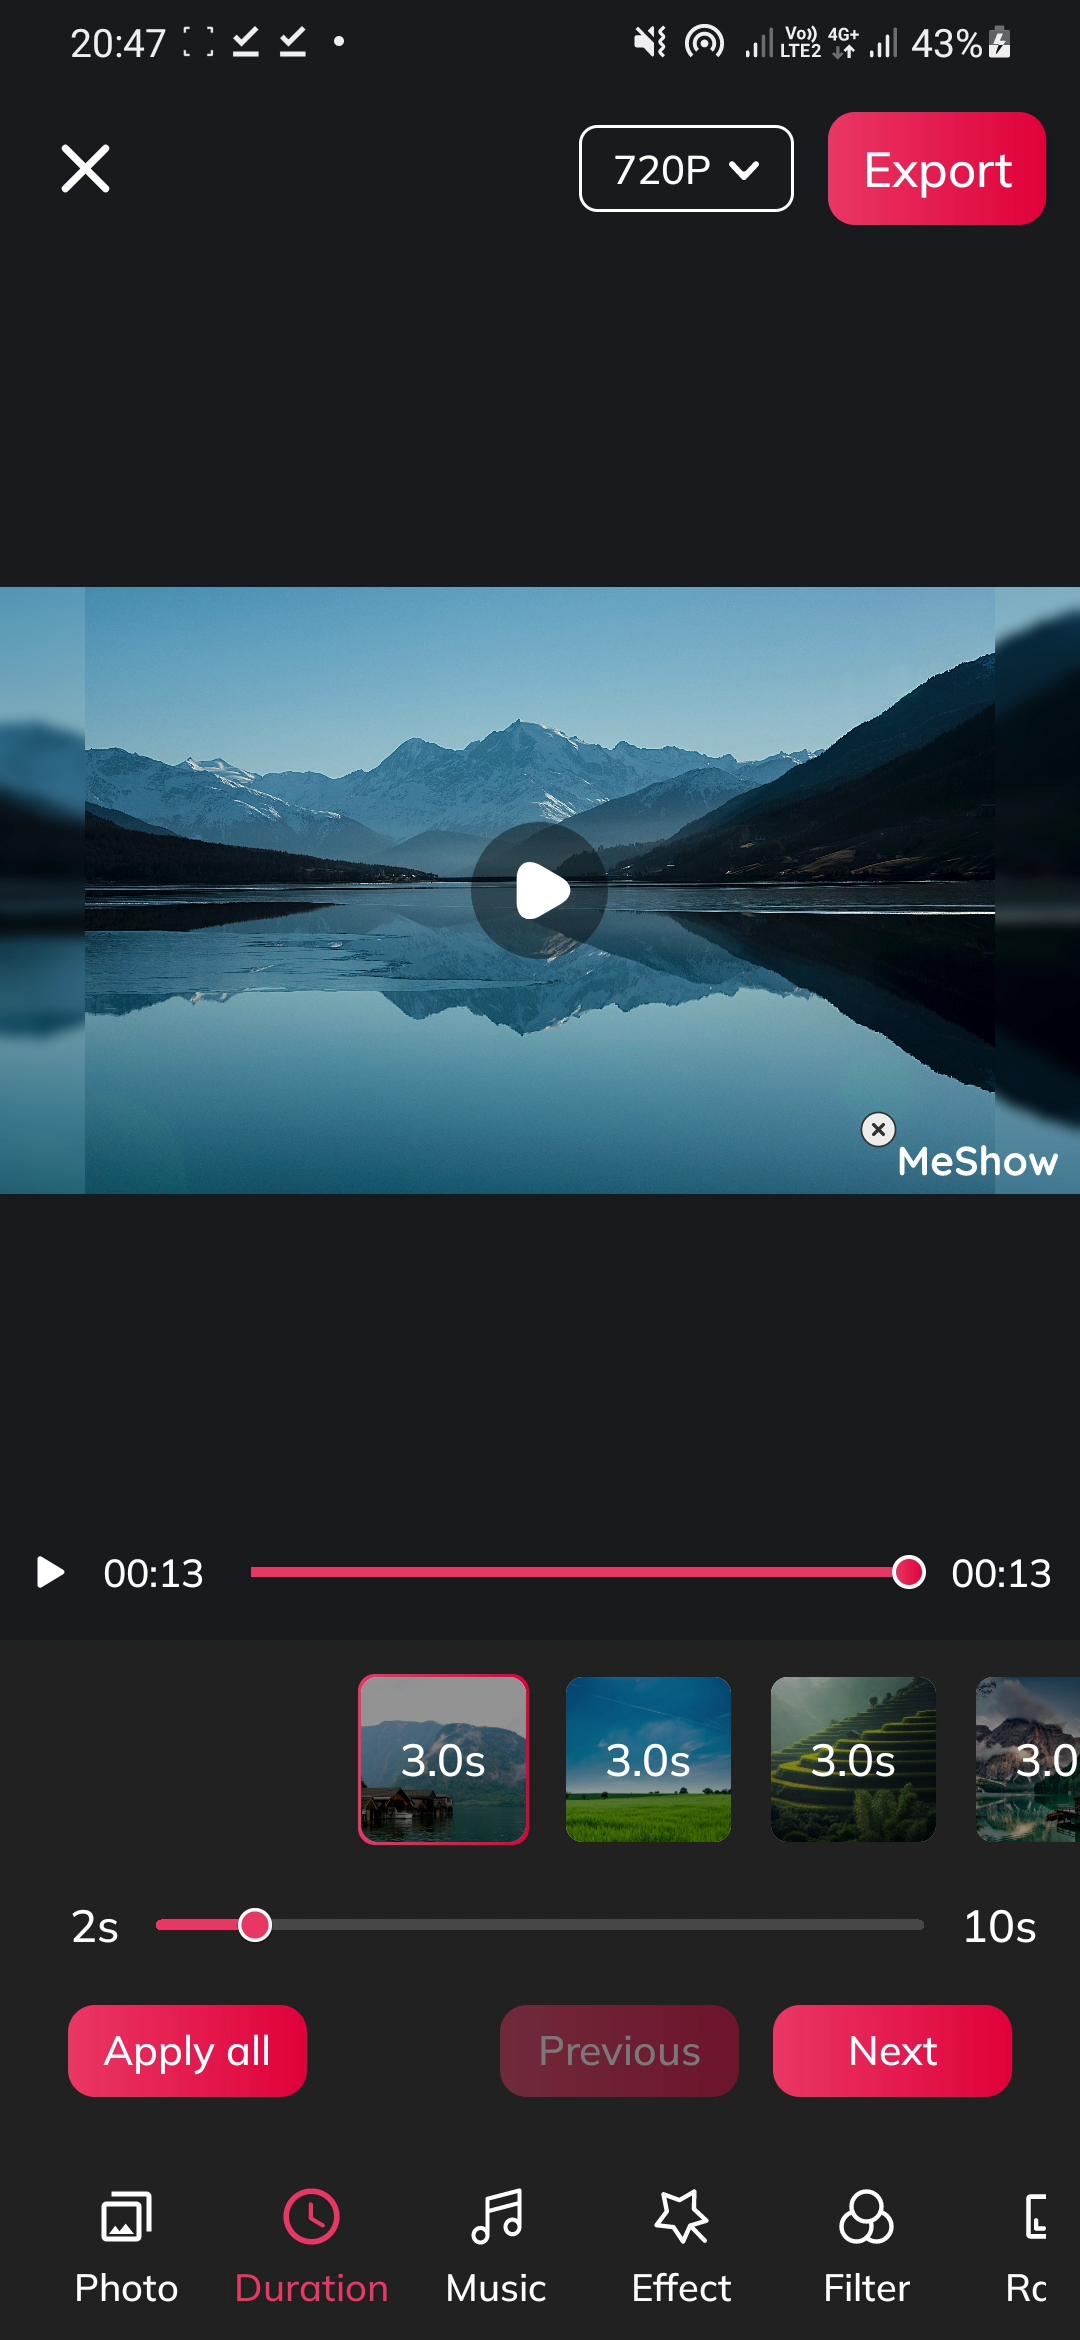 20:47
Vo)) LTE2 4G+ 43%
720P
Export
MeShow
00:13
00:13
3.0s
3.0s
3.0s
3.0
2s
10s
Apply all
Previous
Next
Photo
Duration
Music
Effect
Filter